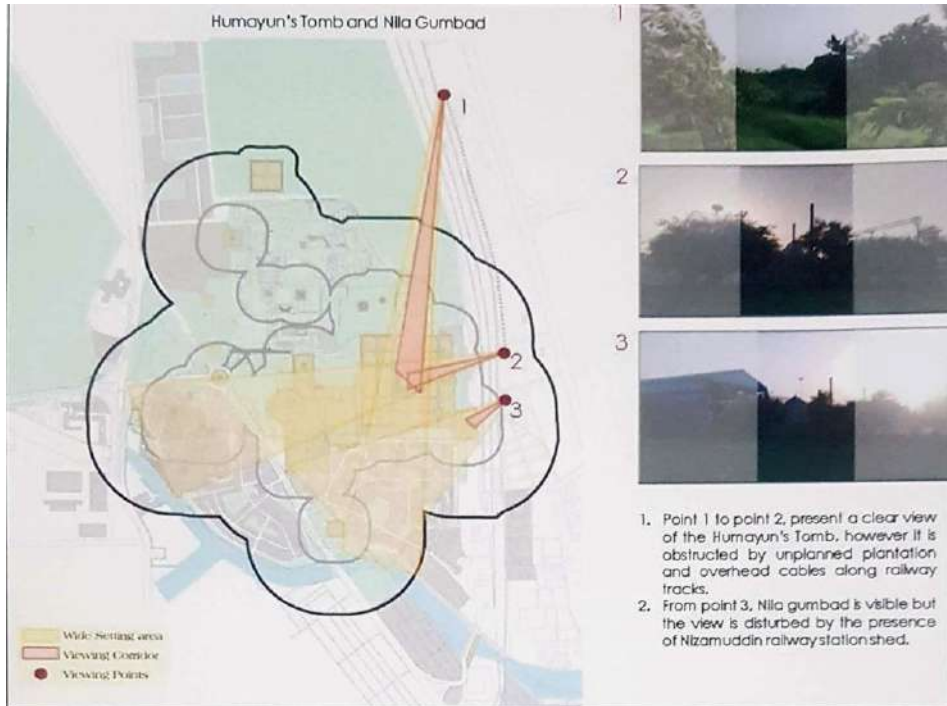 Humayun's Tomb and Nila Gumbad
1
2
3
1
2
3
1. Point 1 to point 2, present a clear view
of the Humayun's Tomb, however it is
obstructed by unplanned plantation
and overhead cables along railway
tracks.
2. From point 3, Nila gumbad is visible but
the view is disturbed by the presence
of Nizamuddin railway station shed.
Wide Setting area
Viewing Corridor
Viewing Points